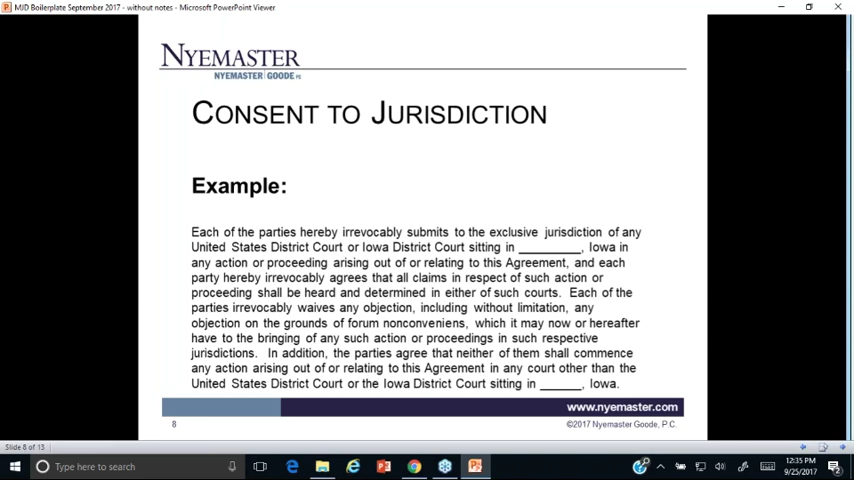 MJD Boilerplate September 2017 - without notes - Microsoft PowerPoint Viewer
NYEMASTER
NYEMASTER | GOODE PC
CONSENT TO JURISDICTION
Example:
Each of the parties hereby irrevocably submits to the exclusive jurisdiction of any
United States District Court or Iowa District Court sitting in _________, Iowa in
any action or proceeding arising out of or relating to this Agreement, and each
party hereby irrevocably agrees that all claims in respect of such action or
proceeding shall be heard and determined in either of such courts. Each of the
parties irrevocably waives any objection, including without limitation, any
objection on the grounds of forum nonconveniens, which it may now or hereafter
have to the bringing of any such action or proceedings in such respective
jurisdictions. In addition, the parties agree that neither of them shall commence
any action arising out of or relating to this Agreement in any court other than the
United States District Court or the Iowa District Court sitting in ______, Iowa.
www.nyemaster.com
8
©2017 Nyemaster Goode, P.C.
Slide 8 of 13
Type here to search
12:35 PM
9/25/2017
2